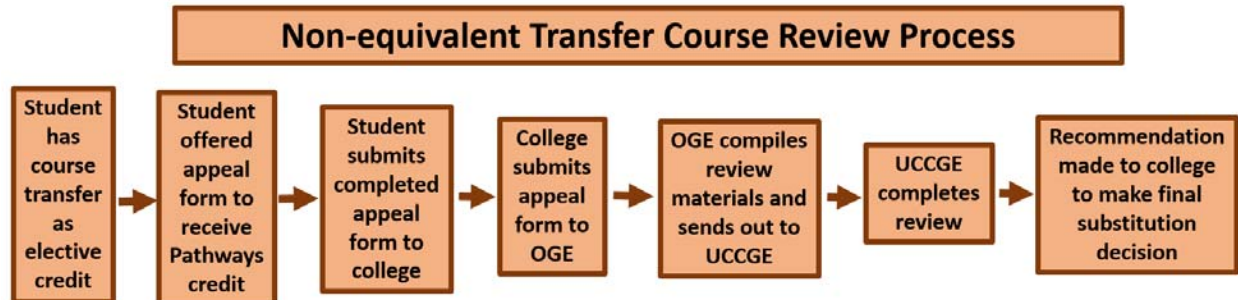 Non-equivalent Transfer Course Review Process
Student
has
course
transfer
as
elective
credit
Student
offered
appeal
form to
receive
Pathways
credit
Student
submits
completed
appeal
form to
college
College
submits
appeal
form to
OGE
OGE compiles
review
materials and
sends out to
UCCGE
UCCGE
completes
review
Recommendation
made to college
to make final
substitution
decision